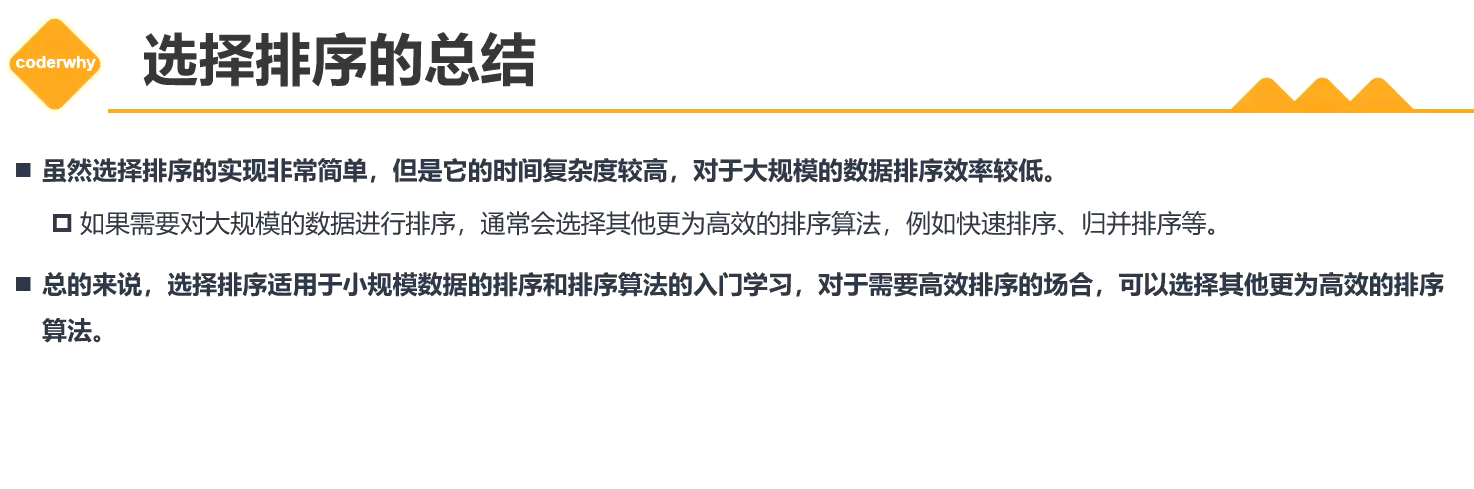 coderwhy
选择排序的总结
虽然选择排序的实现非常简单，但是它的时间复杂度较高，对于大规模的数据排序效率较低。
如果需要对大规模的数据进行排序，通常会选择其他更为高效的排序算法，例如快速排序、归并排序等。
总的来说，选择排序适用于小规模数据的排序和排序算法的入门学习，对于需要高效排序的场合，可以选择其他更为高效的排序
算法。